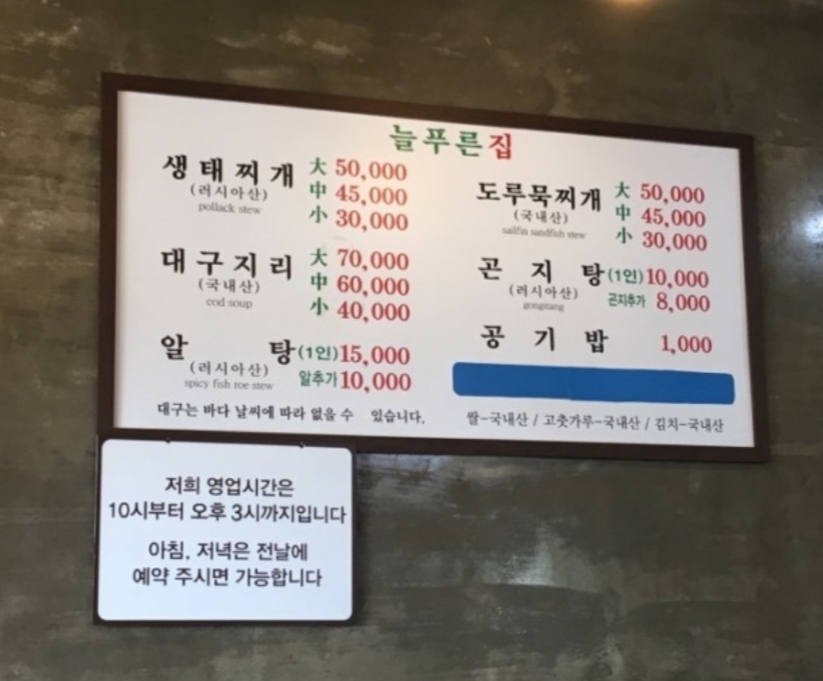 늘푸른집
생태찌개 大 50,000
(러시아산) 中 45,000
pollack stew 小 30,000
대구지리 大 70,000
(국내산) 中 60,000
cod soup 小 40,000
알 탕 (1인) 15,000
(러시아산) 알추가 10,000
spicy fish roe stew
대구는 바다 날씨에 따라 없을 수 있습니다.
도루묵찌개 大 50,000
(국내산) 中 45,000
sailfin sandfish stew 小 30,000
곤 지 탕 (1인) 10,000
(러시아산) 곤지추가 8,000
gongitang
공 기 밥 1,000
쌀-국내산 / 고춧가루-국내산 / 김치-국내산
저희 영업시간은
10시부터 오후 3시까지입니다
아침, 저녁은 전날에
예약 주시면 가능합니다